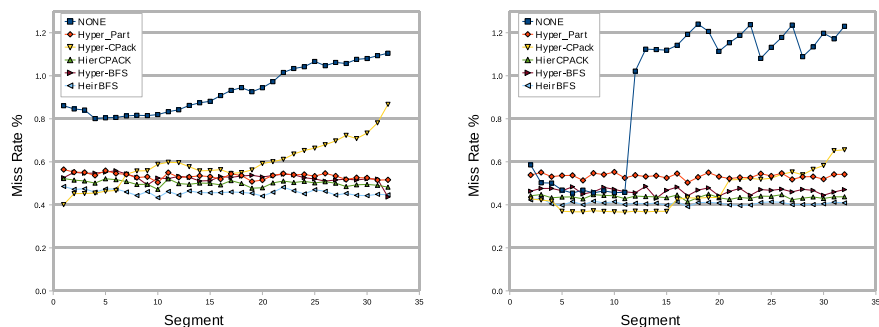 1.2
1.0
0.8
0.6
0.4
0.2
0.0
Miss Rate %
NONE
Hyper_Part
Hyper-CPack
HierCPACK
Hyper-BFS
HeirBFS
0
5
10
15
20
25
30
35
Segment
1.2
1.0
0.8
0.6
0.4
0.2
0.0
Miss Rate %
NONE
Hyper_Part
Hyper-CPack
HierCPACK
Hyper-BFS
HeirBFS
0
5
10
15
20
25
30
35
Segment